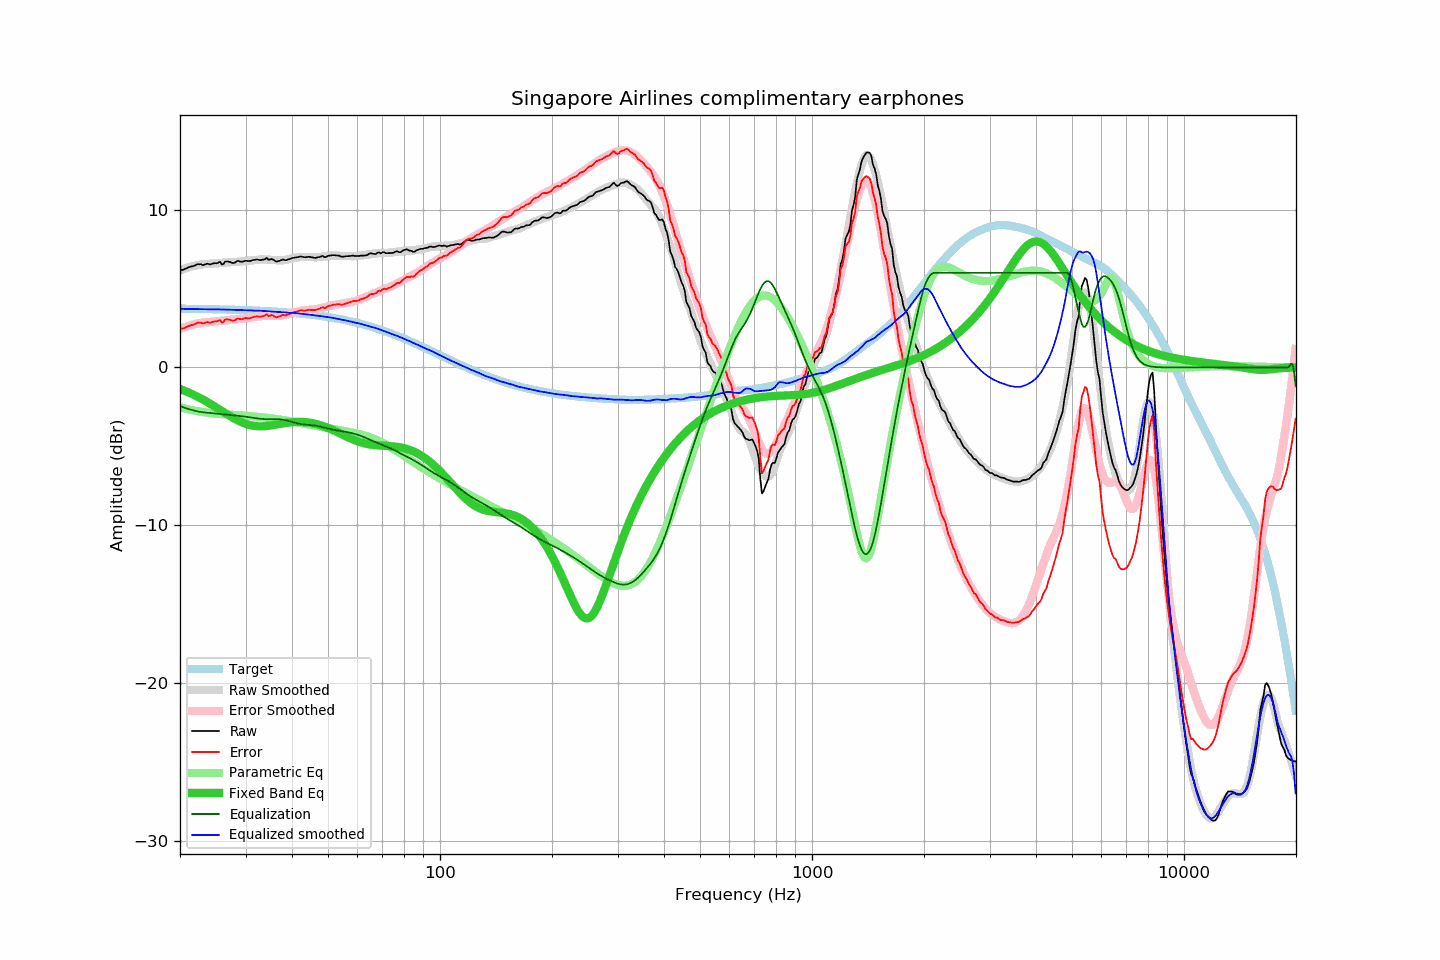 Singapore Airlines complimentary earphones
Amplitude (dBr)
10
0
−10
−20
−30
Target
Raw Smoothed
Error Smoothed
Raw
Error
Parametric Eq
Fixed Band Eq
Equalization
Equalized smoothed
100
1000
10000
Frequency (Hz)